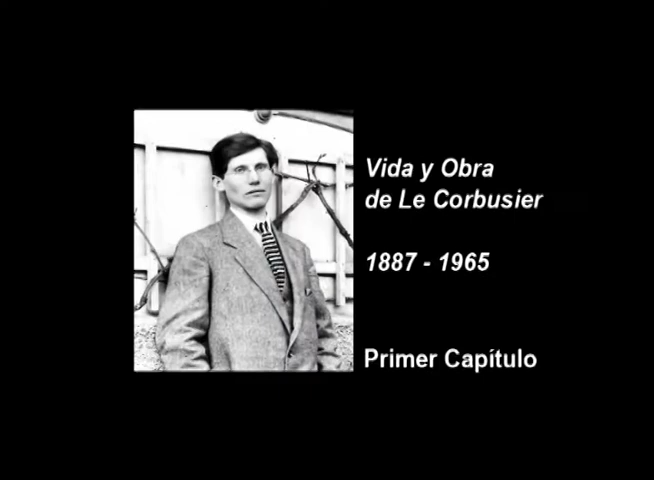 Vida y Obra
de Le Corbusier
1887 - 1965
Primer Capítulo